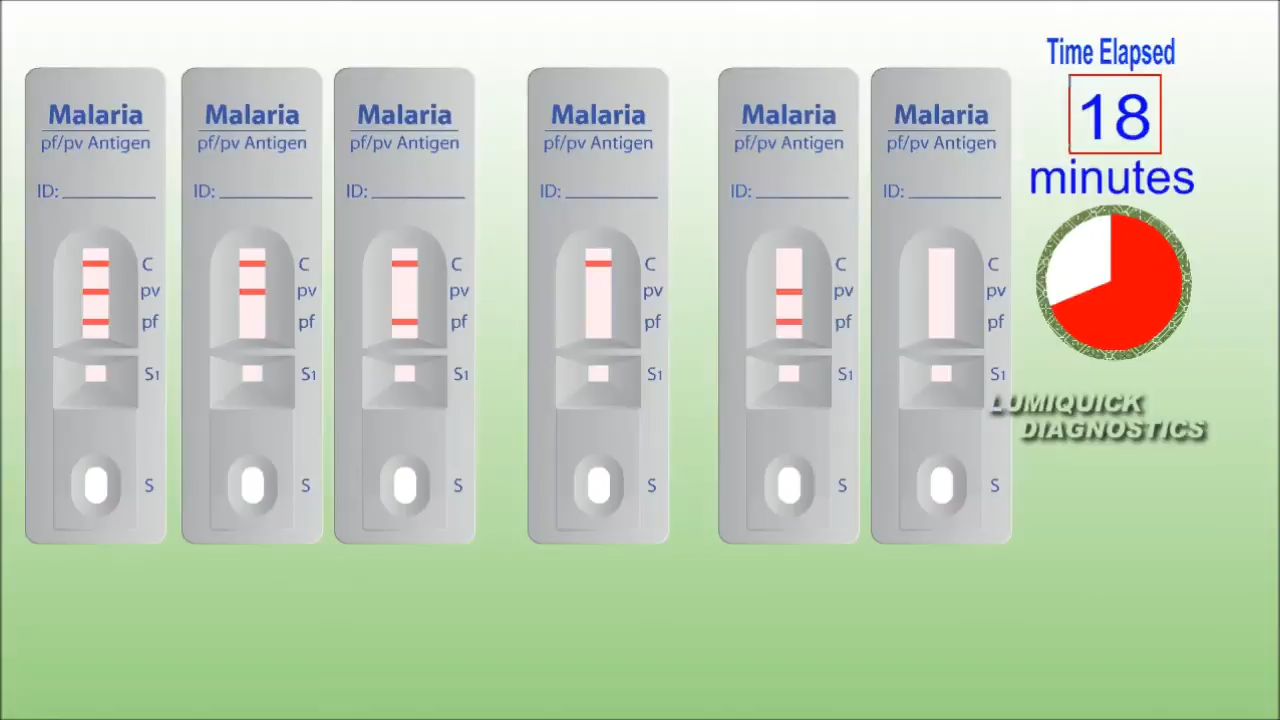 Malaria
pf/pv Antigen
ID:
C
pv
pf
S1
S
Malaria
pf/pv Antigen
ID:
C
pv
pf
S1
S
Malaria
pf/pv Antigen
ID:
C
pv
pf
S1
S
Malaria
pf/pv Antigen
ID:
C
pv
pf
S1
S
Malaria
pf/pv Antigen
ID:
C
pv
pf
S1
S
Malaria
pf/pv Antigen
ID:
C
pv
pf
S1
S
Time Elapsed
18
minutes
LUMIQUICK
DIAGNOSTICS